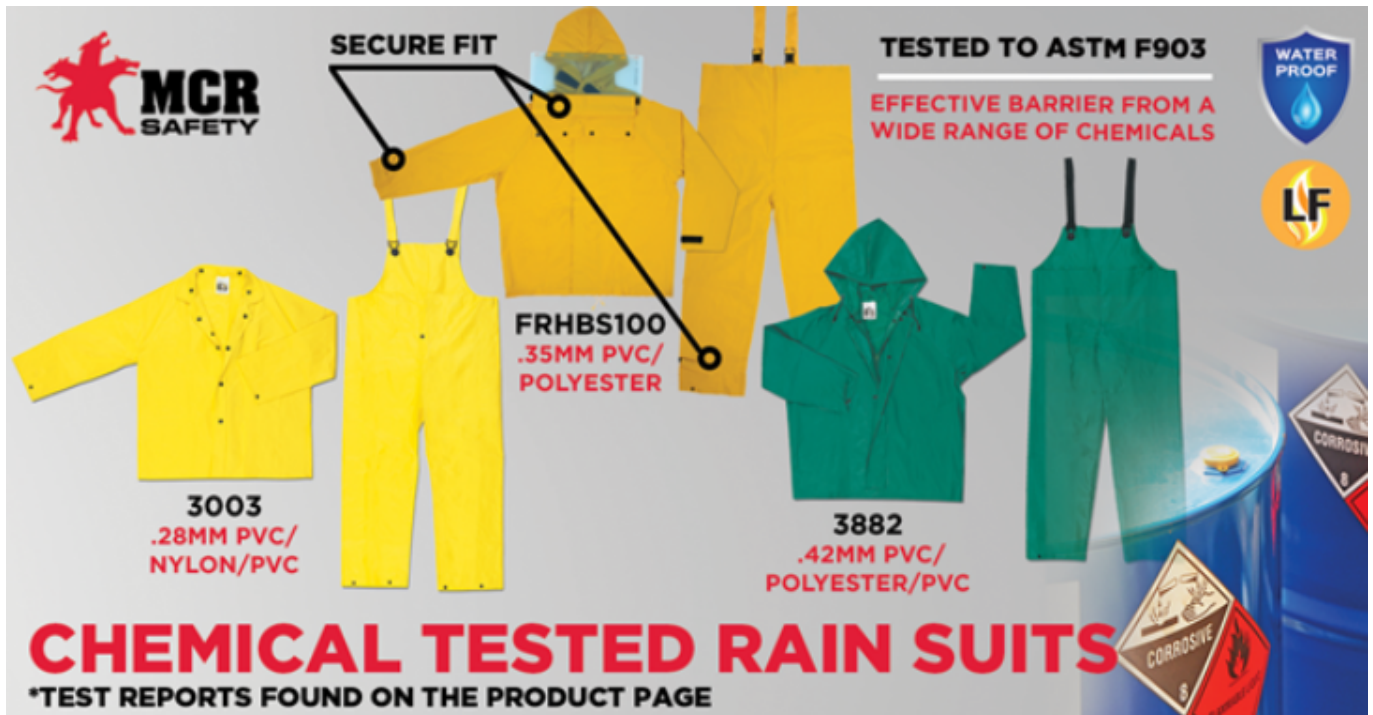 MCR
SAFETY
SECURE FIT
TESTED TO ASTM F903
EFFECTIVE BARRIER FROM A
WIDE RANGE OF CHEMICALS
WATER
PROOF
LF
FRHBS100
.35MM PVC/
POLYESTER
3003
.28MM PVC/
NYLON/PVC
3882
.42MM PVC/
POLYESTER/PVC
8
CORROSIVE
8
CHEMICAL TESTED RAIN SUITS
*TEST REPORTS FOUND ON THE PRODUCT PAGE